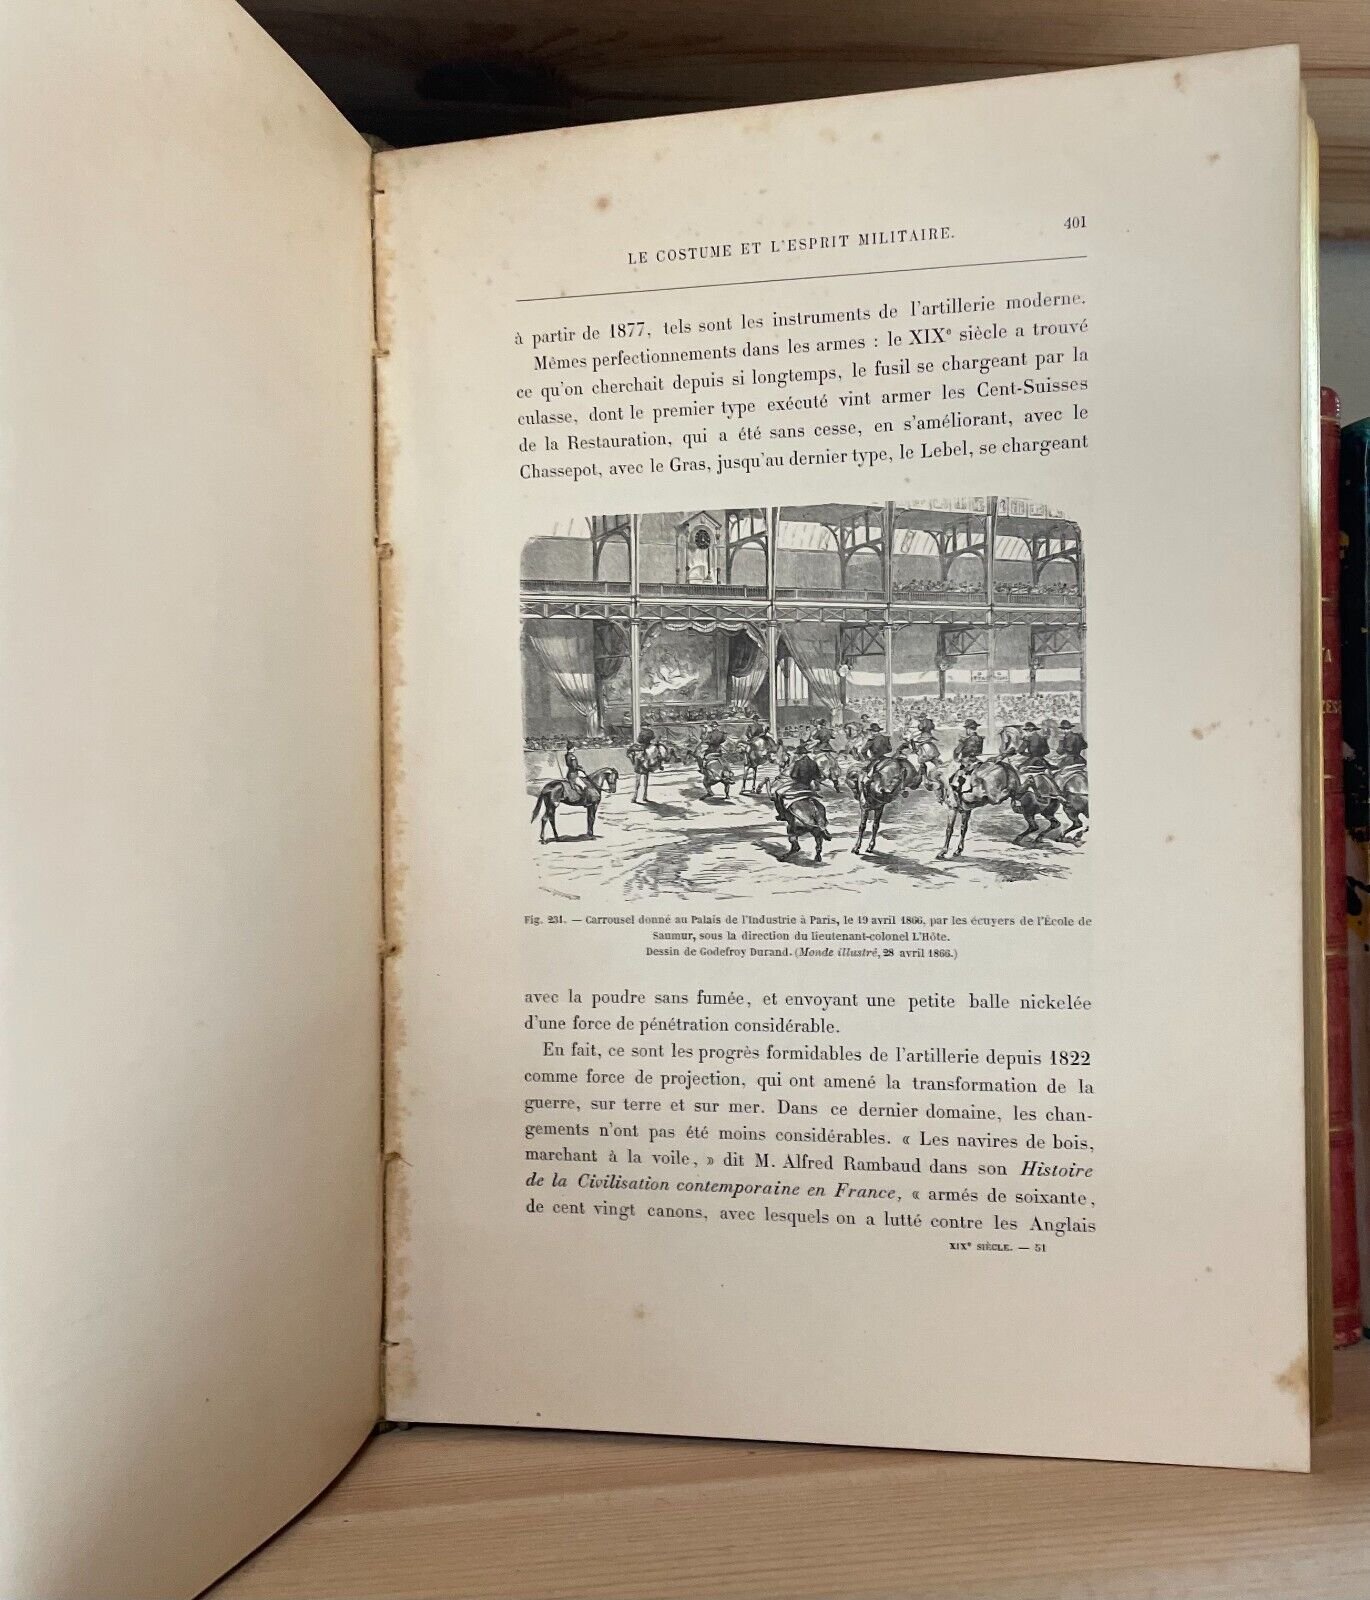 401
LE COSTUME ET L'ESPRIT MILITAIRE.
à partir de 1877, tels sont les instruments de l'artillerie moderne.
Mêmes perfectionnements dans les armes : le XIXe siècle a trouvé
ce qu'on cherchait depuis si longtemps, le fusil se chargeant par la
culasse, dont le premier type exécuté vint armer les Cent-Suisses
de la Restauration, qui a été sans cesse, en s'améliorant, avec le
Chassepot, avec le Gras, jusqu'au dernier type, le Lebel, se chargeant
Fig. 231. — Carrousel donné au Palais de l'Industrie à Paris, le 19 avril 1866, par les écuyers de l'École de
Saumur, sous la direction du lieutenant-colonel L'Hôte.
Dessin de Godefroy Durand. (Monde illustré, 28 avril 1866.)
avec la poudre sans fumée, et envoyant une petite balle nickelée
d'une force de pénétration considérable.
En fait, ce sont les progrès formidables de l'artillerie depuis 1822
comme force de projection, qui ont amené la transformation de la
guerre, sur terre et sur mer. Dans ce dernier domaine, les chan-
gements n'ont pas été moins considérables. « Les navires de bois,
marchant à la voile, » dit M. Alfred Rambaud dans son Histoire
de la Civilisation contemporaine en France, « armés de soixante,
de cent vingt canons, avec lesquels on a lutté contre les Anglais
XIXe SIÈCLE. — 51